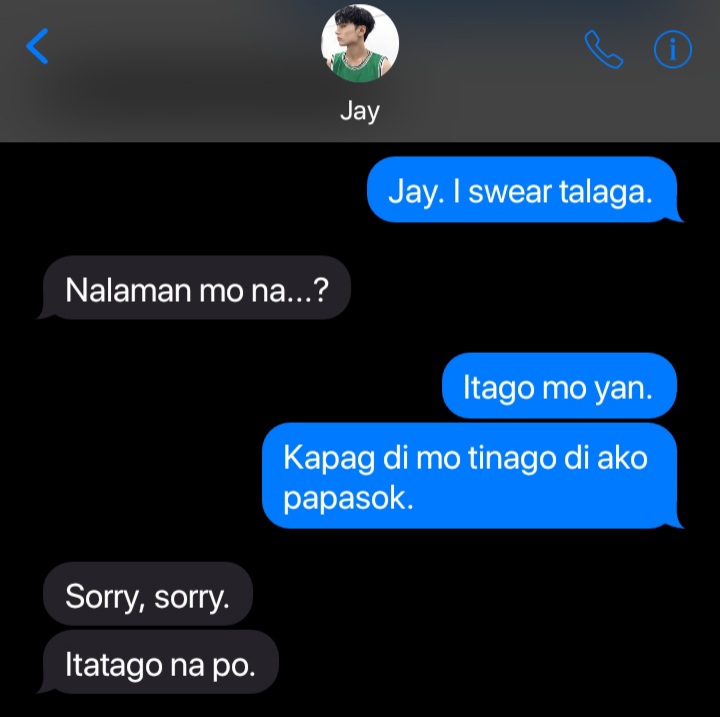 Jay
Jay. I swear talaga.
Nalaman mo na...?
Itago mo yan.
Kapag di mo tinago di ako
papasok.
Sorry, sorry.
Itatago na po.